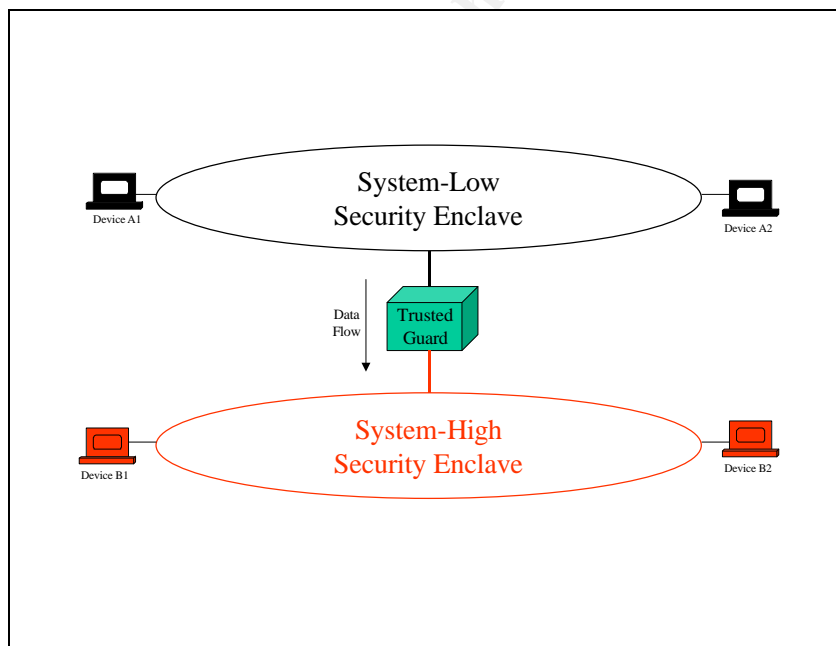 System-Low
Security Enclave
Device A1
Device A2
Data
Flow
Trusted
Guard
System-High
Security Enclave
Device B1
Device B2